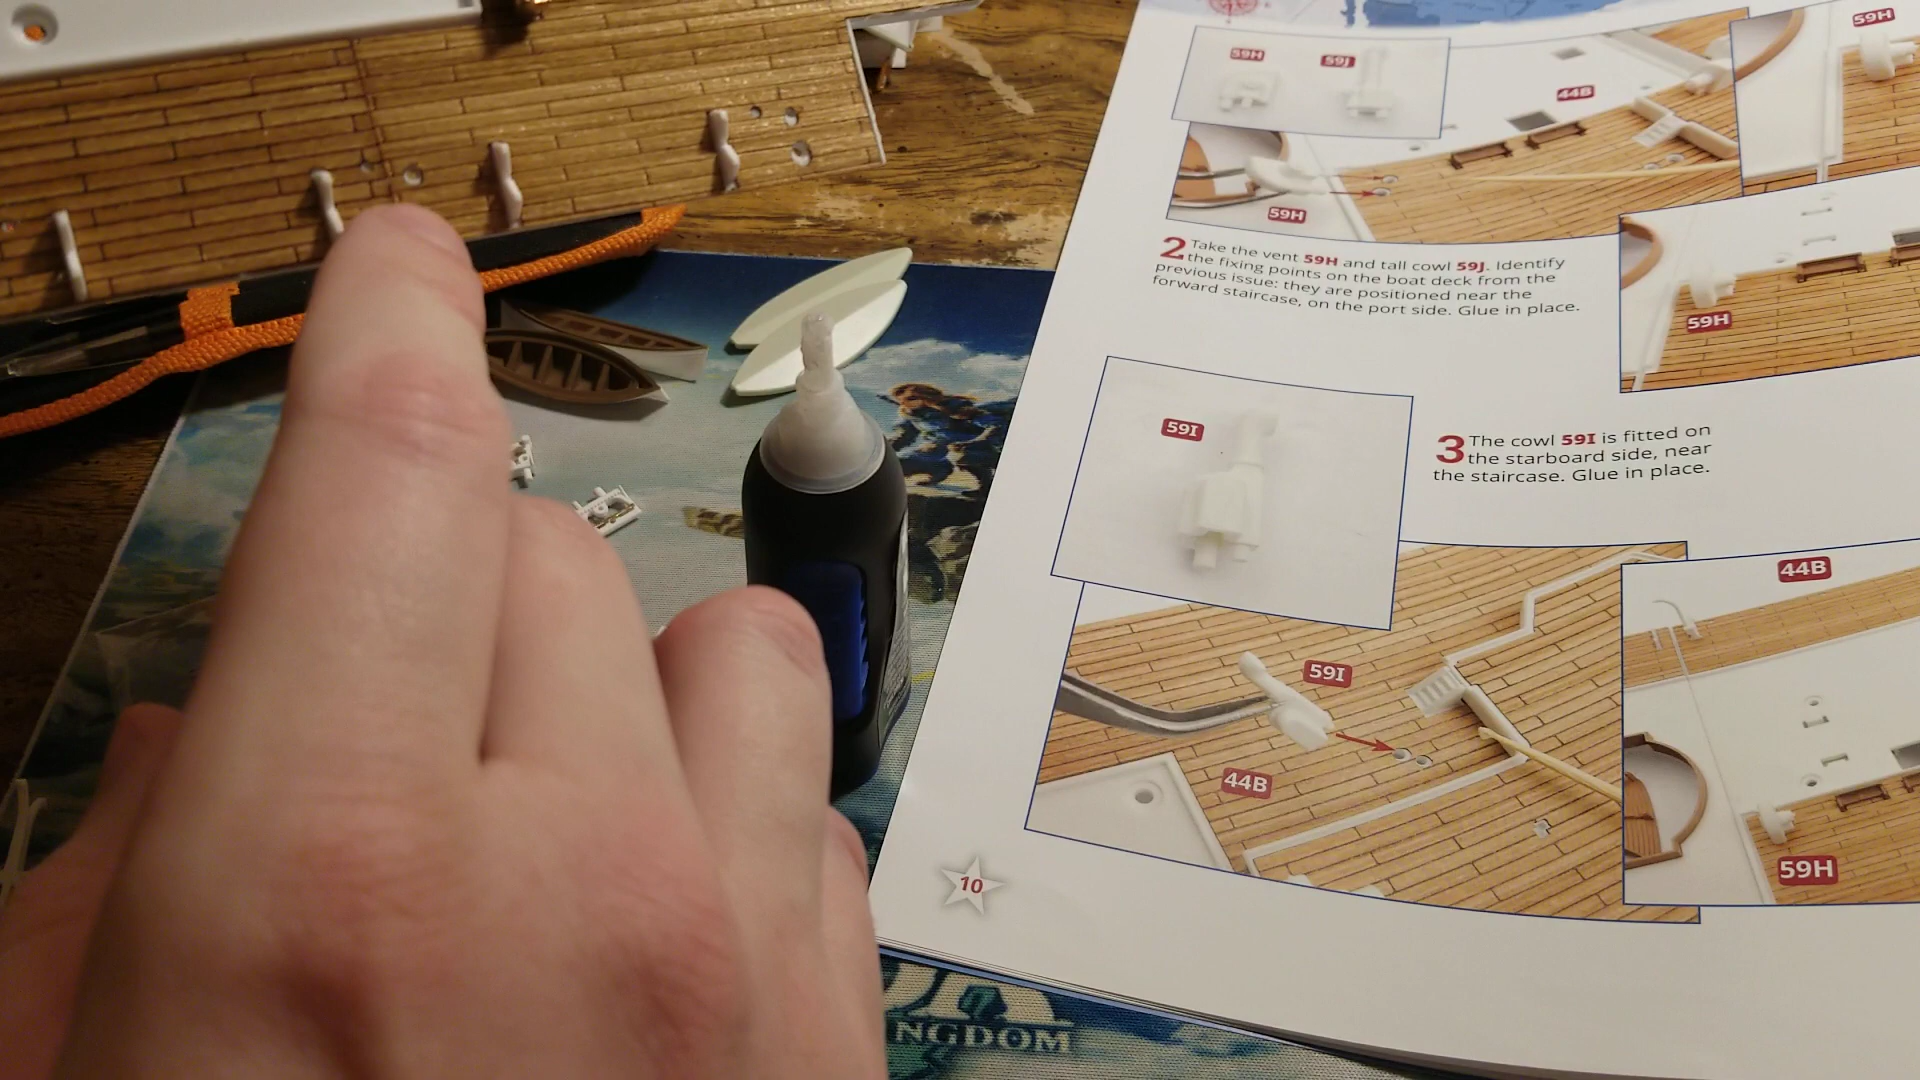 59H
59J
44B
59H
59H
2 Take the vent 59H and tall cowl 59J. Identify
the fixing points on the boat deck from the
previous issue: they are positioned near the
forward staircase, on the port side. Glue in place.
59H
59I
3 The cowl 59I is fitted on
the starboard side, near
the staircase. Glue in place.
59I
44B
44B
59H
10
NGDOM